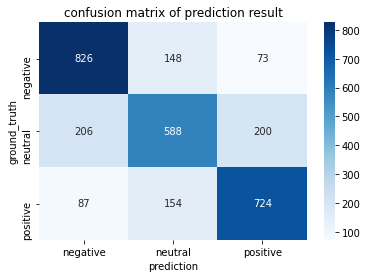 confusion matrix of prediction result
negative 826 148 73
neutral 206 588 200
positive 87 154 724
ground_truth
negative neutral positive
prediction
800
700
600
500
400
300
200
100